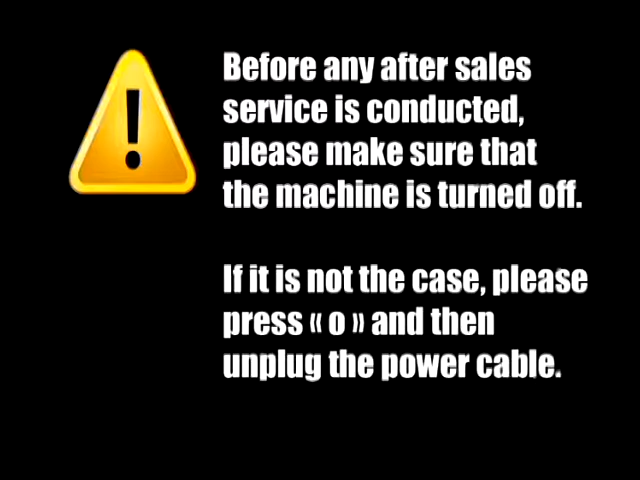 Before any after sales
service is conducted,
please make sure that
the machine is turned off.
If it is not the case, please
press « o » and then
unplug the power cable.